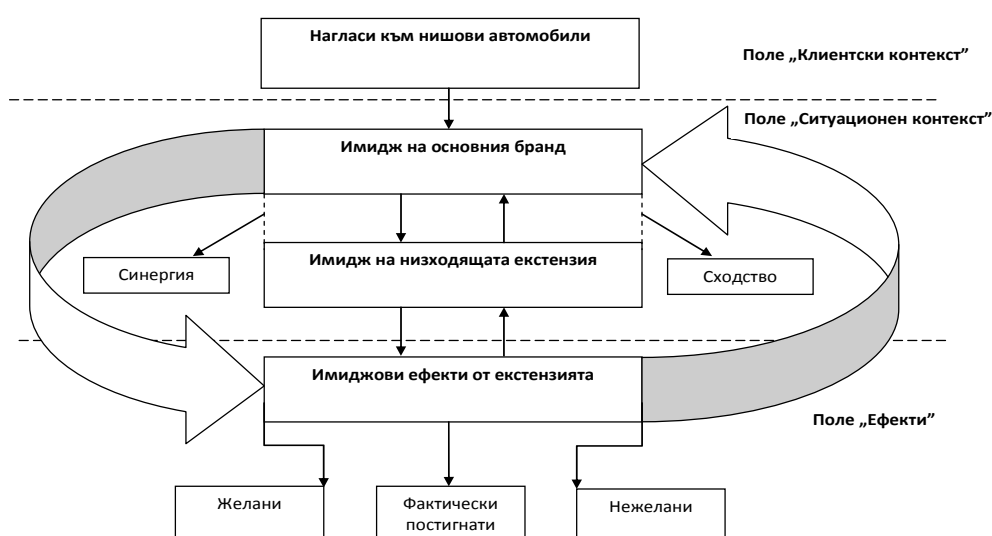 Нагласи към нишови автомобили
Поле „Клиентски контекст”
Поле „Ситуационен контекст”
Имидж на основния бранд
Синергия
Имидж на низходящата екстензия
Сходство
Имиджови ефекти от екстензията
Поле „Ефекти”
Желани
Фактически
постигнати
Нежелани